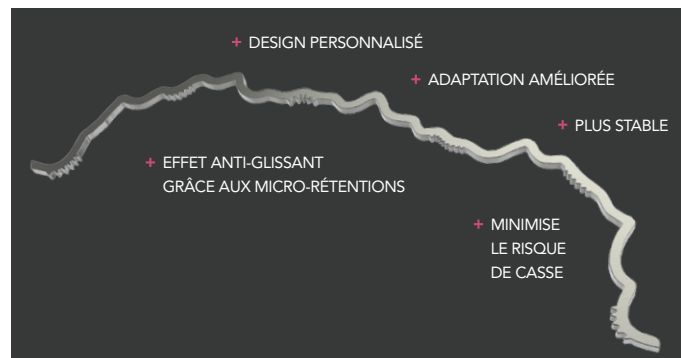 + DESIGN PERSONNALISÉ
+ ADAPTATION AMÉLIORÉE
+ PLUS STABLE
+ EFFET ANTI-GLISSANT
GRÂCE AUX MICRO-RÉTENTIONS
+ MINIMISE
LE RISQUE
DE CASSE